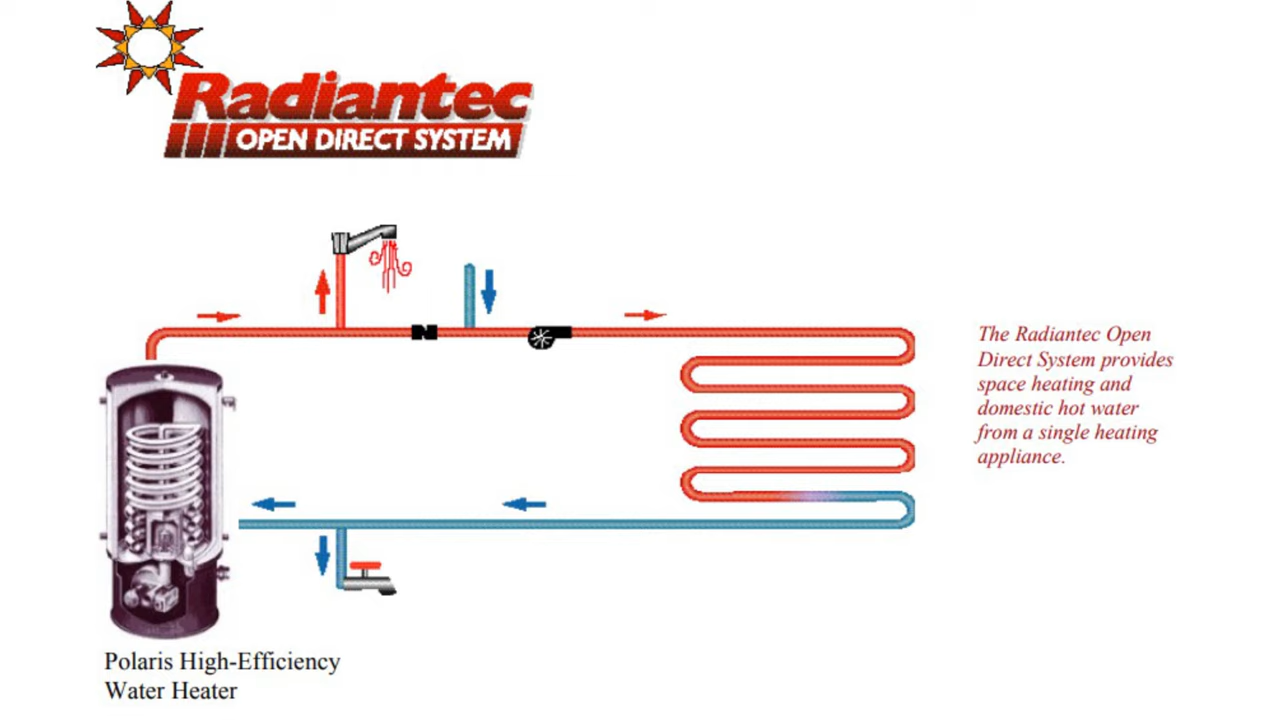 Radiantec
OPEN DIRECT SYSTEM
The Radiantec Open
Direct System provides
space heating and
domestic hot water
from a single heating
appliance.
Polaris High-Efficiency
Water Heater